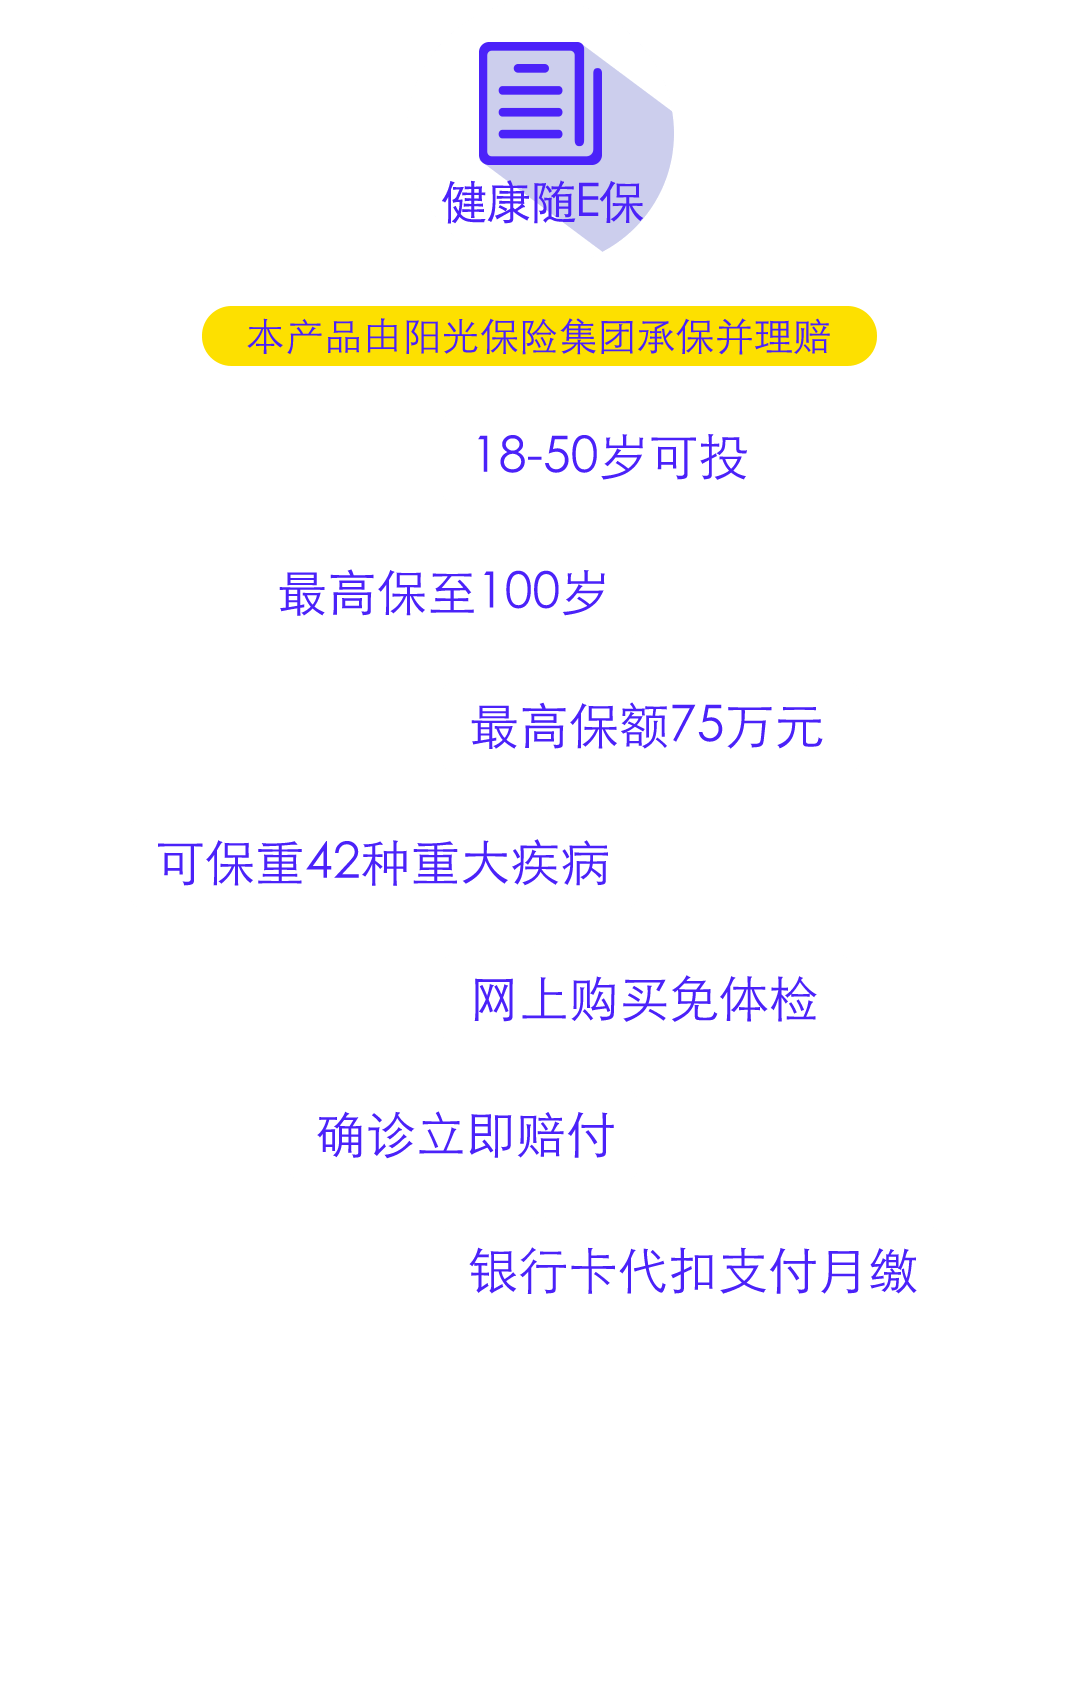 健康随E保
本产品由阳光保险集团承保并理赔
18-50岁可投
最高保至100岁
最高保额75万元
可保重42种重大疾病
网上购买免体检
确诊立即赔付
银行卡代扣支付月缴